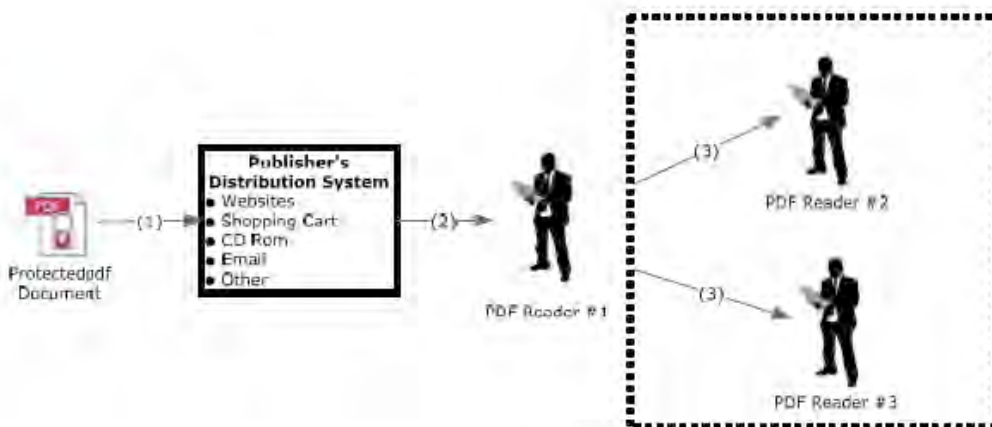 PDF
Protectedpdf
Document
(1)
Publisher's
Distribution System
● Websites
● Shopping Cart
● CD Rom
● Email
● Other
(2)
PDF Reader #1
(3)
PDF Reader #2
(3)
PDF Reader #3